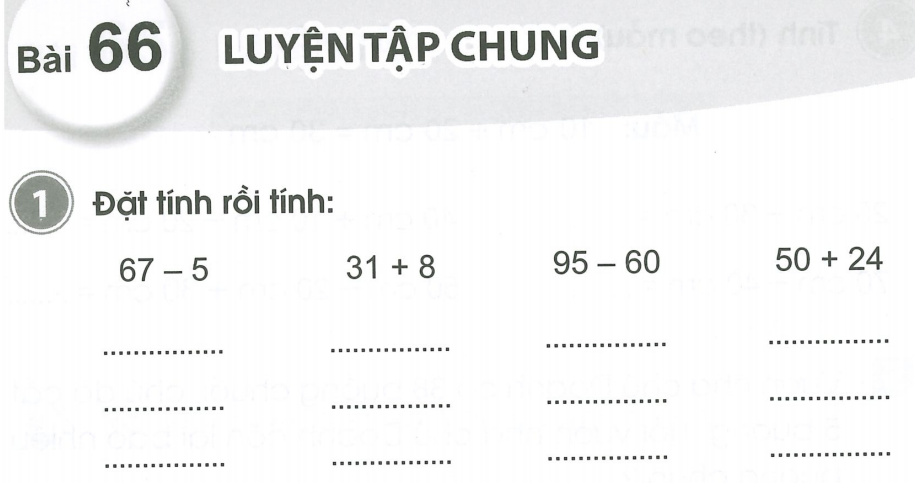 Bài 66 LUYỆN TẬP CHUNG
1 Đặt tính rồi tính:
67 – 5 31 + 8 95 – 60 50 + 24
.................... .................... .................... ....................
.................... .................... .................... ....................
.................... .................... .................... ....................